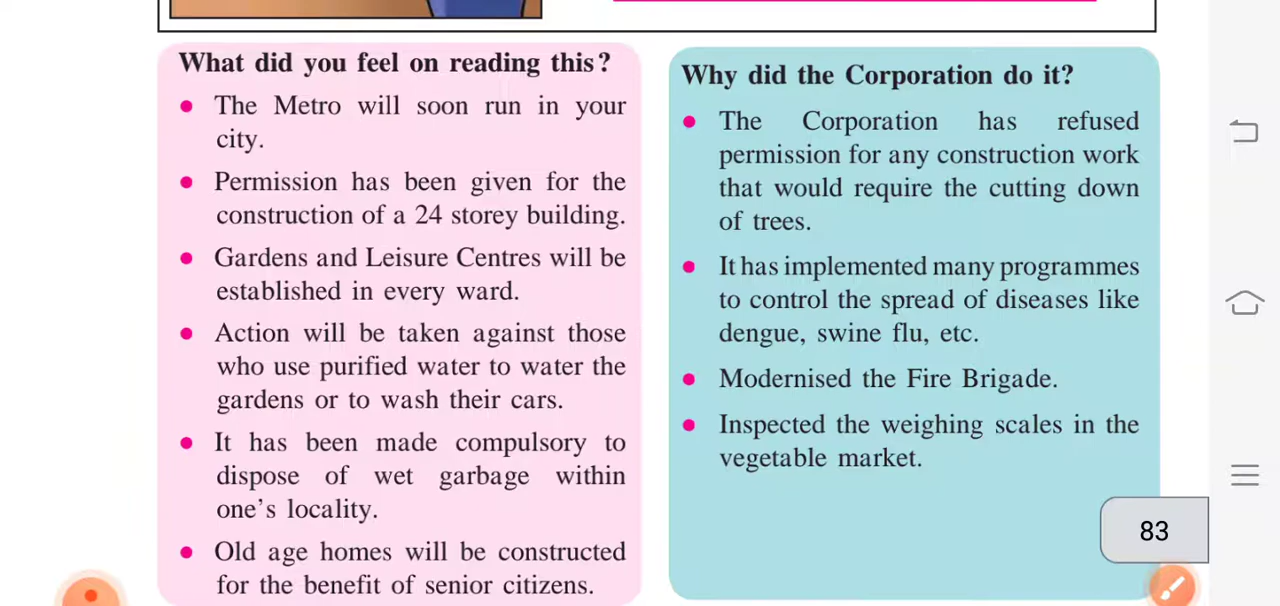 What did you feel on reading this?
• The Metro will soon run in your
city.
• Permission has been given for the
construction of a 24 storey building.
• Gardens and Leisure Centres will be
established in every ward.
• Action will be taken against those
who use purified water to water the
gardens or to wash their cars.
• It has been made compulsory to
dispose of wet garbage within
one's locality.
• Old age homes will be constructed
for the benefit of senior citizens.
Why did the Corporation do it?
• The Corporation has refused
permission for any construction work
that would require the cutting down
of trees.
• It has implemented many programmes
to control the spread of diseases like
dengue, swine flu, etc.
• Modernised the Fire Brigade.
• Inspected the weighing scales in the
vegetable market.
83